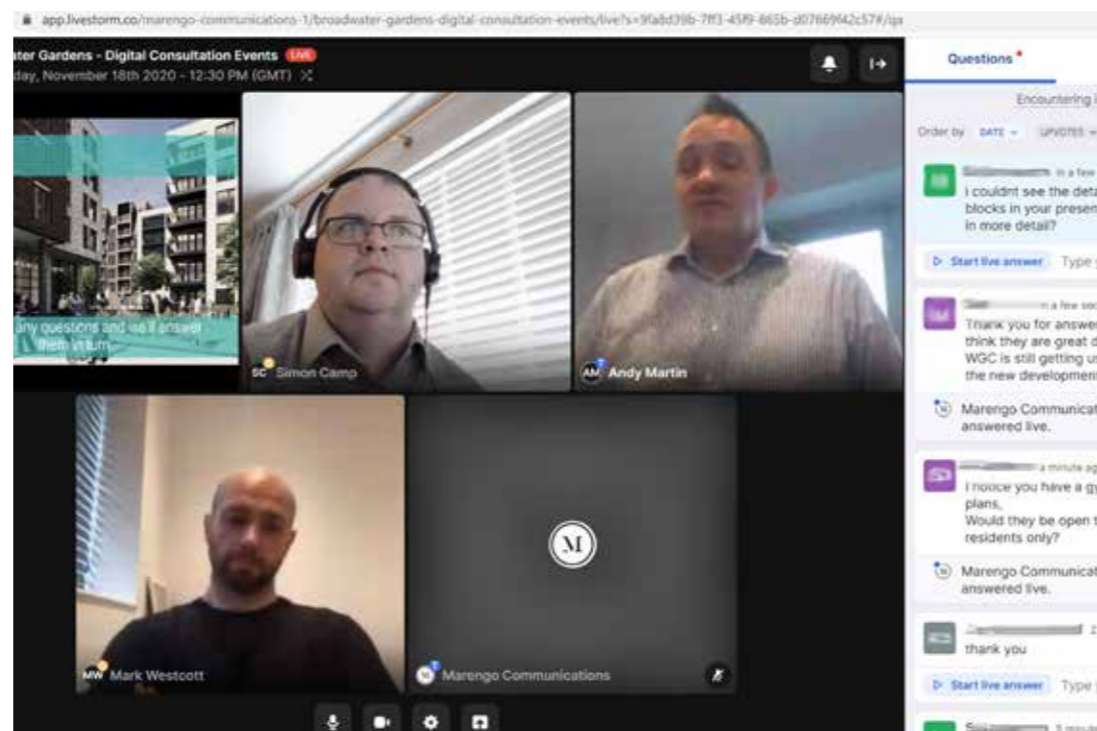 app.livestorm.co/marengo-communications-1/broadwater-gardens-digital-consultation-events/live?s=9fa8d39b-7ff3-45f9-865b-d07669f42c57#/qa
ter Gardens - Digital Consultation Events LIVE
day, November 18th 2020 - 12:30 PM (GMT)
any questions and we'll answer
them in turn
SC Simon Camp
AM Andy Martin
MW Mark Westcott
M
Marengo Communications
Questions
Encountering
Order by DATE UPVOTES
in a few
I couldnt see the deta
blocks in your presen
in more detail?
Start live answer Type
in a few sec
Thank you for answer
think they are great d
WGC is still getting us
the new development
Marengo Communicat
answered live.
a minute ag
I notice you have a gy
plans,
Would they be open t
residents only?
Marengo Communicat
answered live.
thank you
Start live answer Type